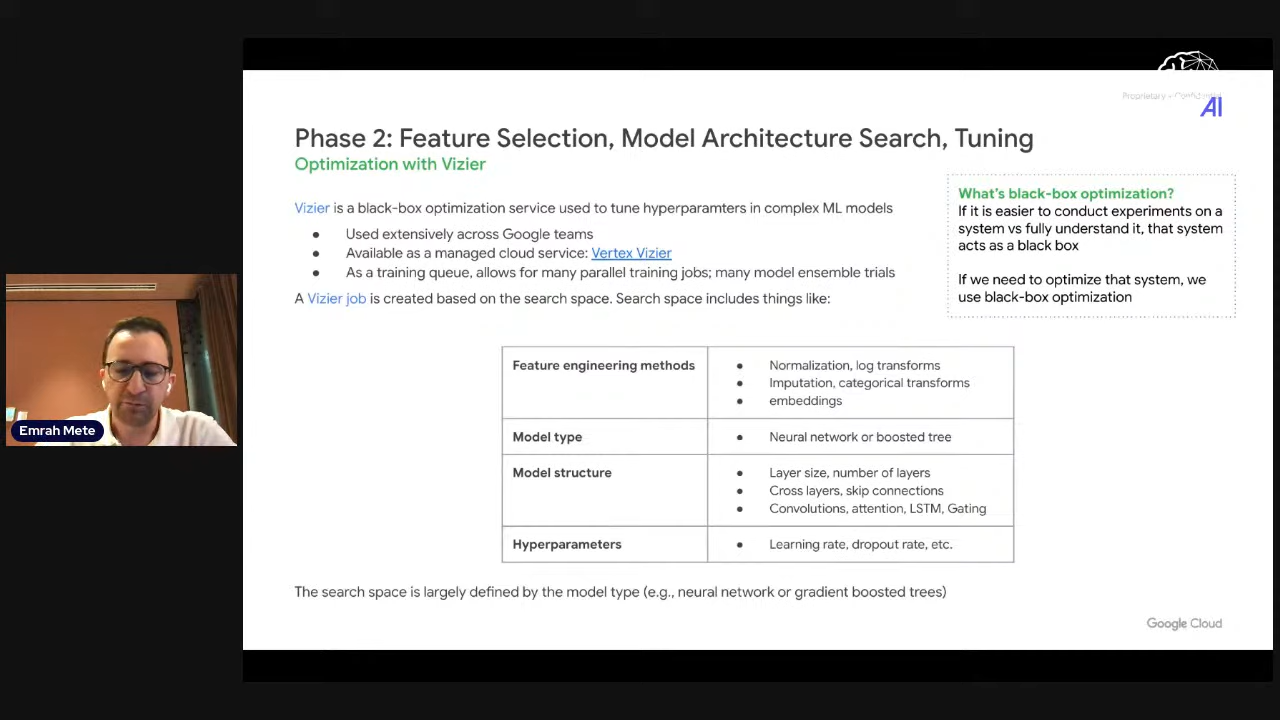 Proprietary + Confidential
AI
Phase 2: Feature Selection, Model Architecture Search, Tuning
Optimization with Vizier
Vizier is a black-box optimization service used to tune hyperparamters in complex ML models
● Used extensively across Google teams
● Available as a managed cloud service: Vertex Vizier
● As a training queue, allows for many parallel training jobs; many model ensemble trials
A Vizier job is created based on the search space. Search space includes things like:
What's black-box optimization?
If it is easier to conduct experiments on a
system vs fully understand it, that system
acts as a black box
If we need to optimize that system, we
use black-box optimization
Feature engineering methods
● Normalization, log transforms
● Imputation, categorical transforms
● embeddings
Model type
● Neural network or boosted tree
Model structure
● Layer size, number of layers
● Cross layers, skip connections
● Convolutions, attention, LSTM, Gating
Hyperparameters
● Learning rate, dropout rate, etc.
The search space is largely defined by the model type (e.g., neural network or gradient boosted trees)
Google Cloud
Emrah Mete